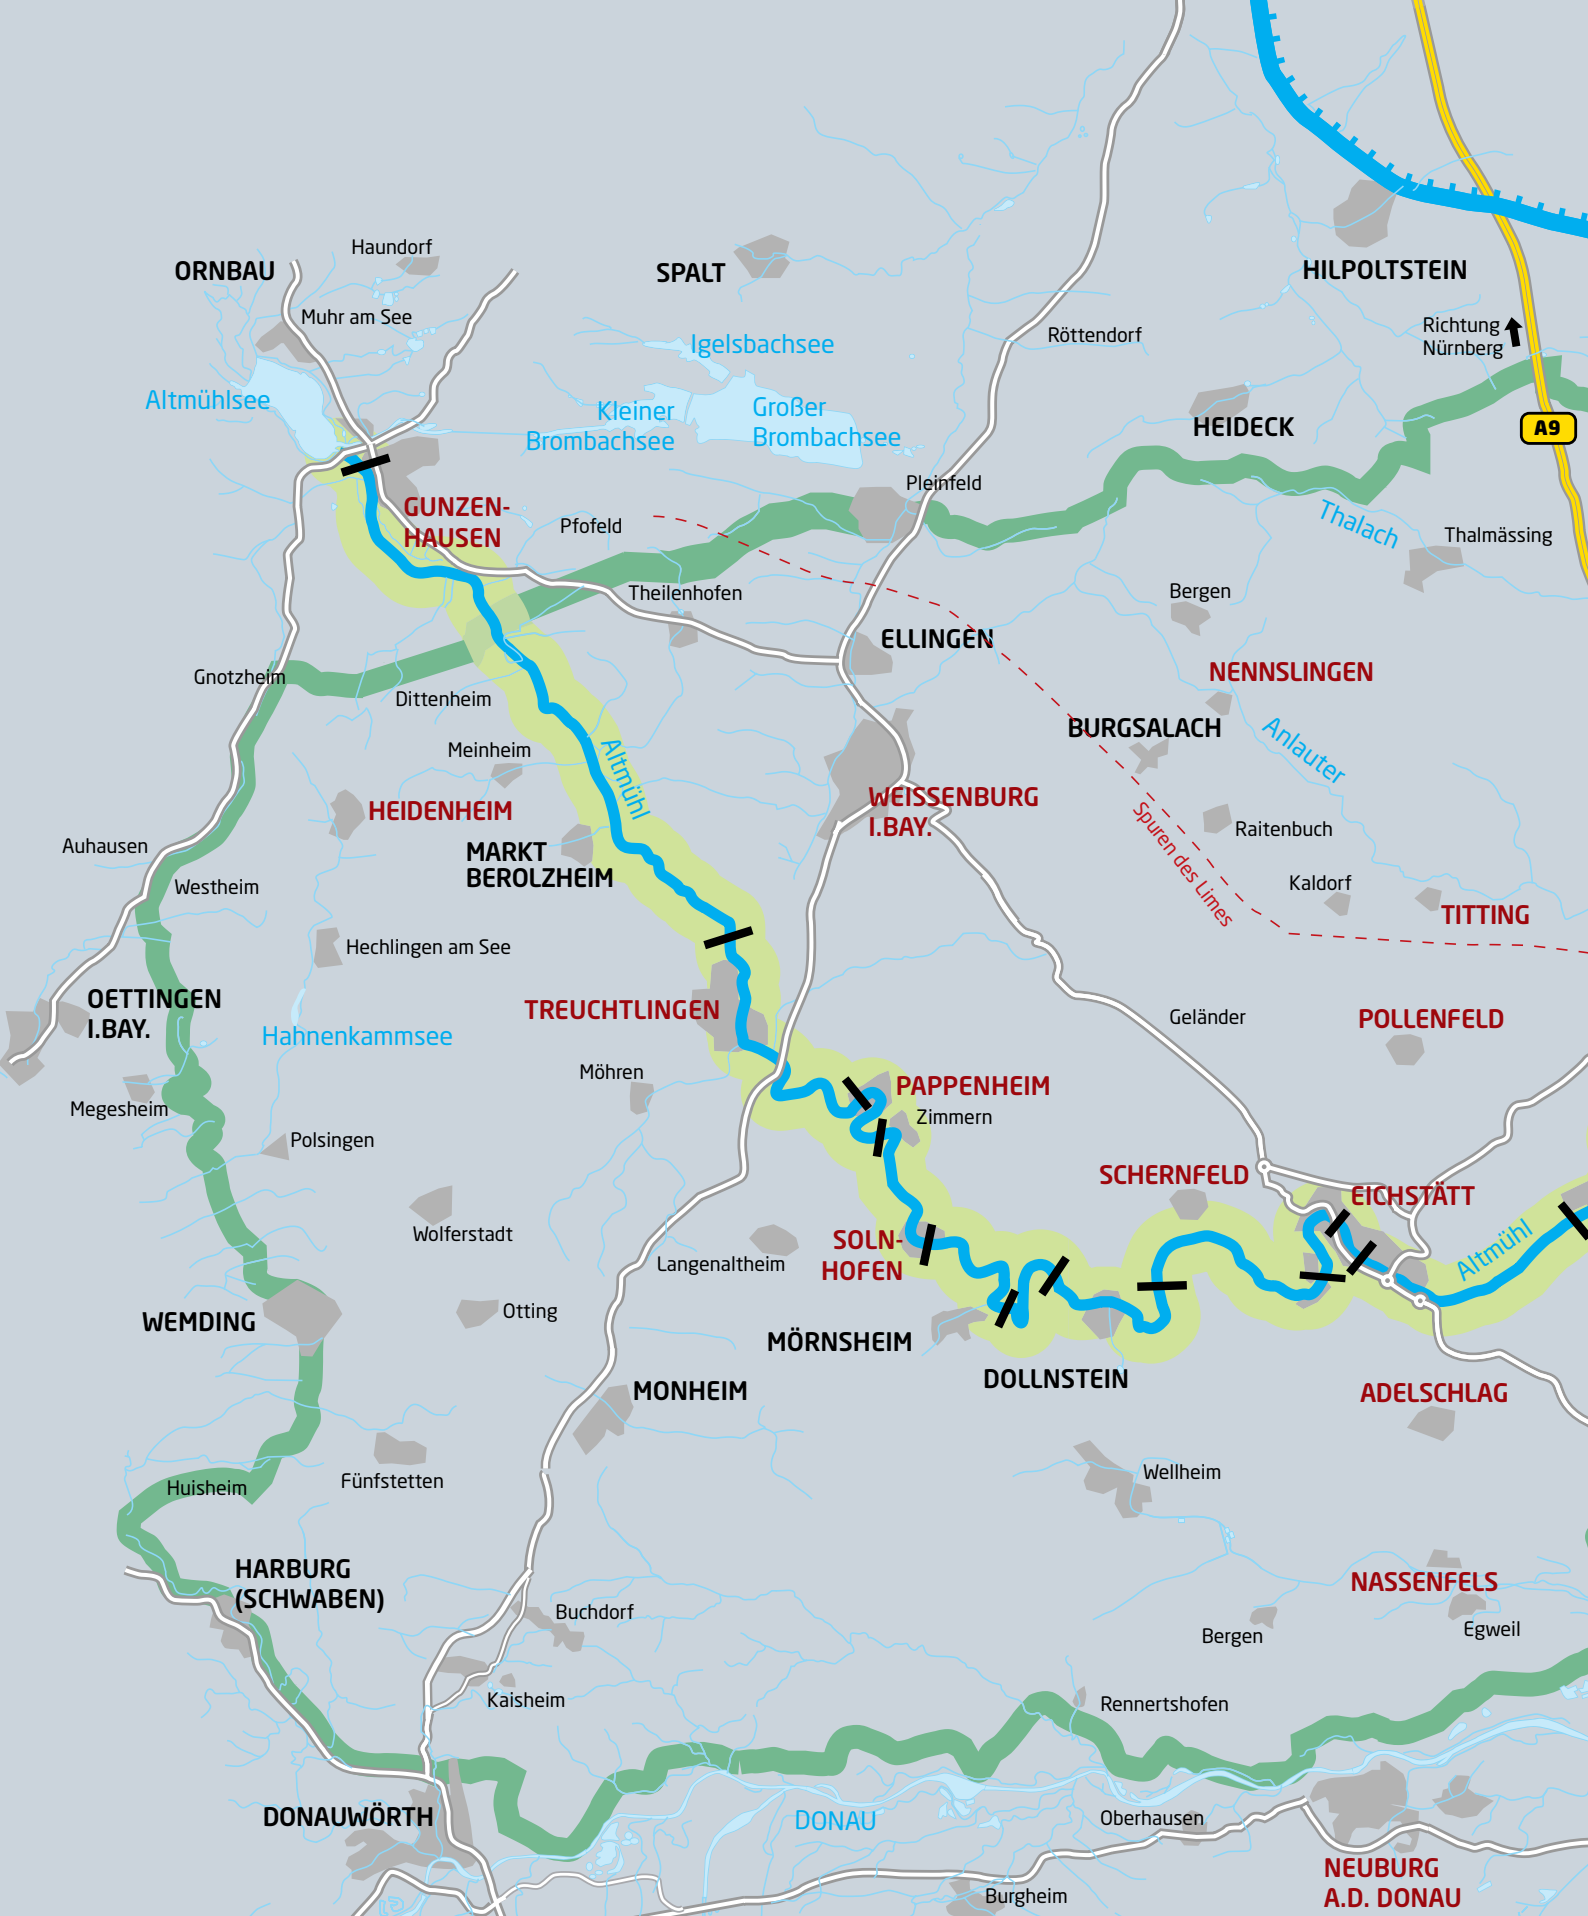 Haundorf
ORNBAU
SPALT
HILPOLTSTEIN
Muhr am See
Richtung
Nürnberg
Röttendorf
Igelsbachsee
Altmühlsee
Kleiner
Brombachsee
Großer
Brombachsee
HEIDECK
A9
Pleinfeld
GUNZEN-
HAUSEN
Pfofeld
Thalach
Thalmässing
Theilenhofen
Bergen
ELLINGEN
Gnotzheim
Dittenheim
NENNSLINGEN
BURGSALACH
Anlauter
Meinheim
Altmühl
HEIDENHEIM
WEISSENBURG
I.BAY.
Raitenbuch
Spuren des Limes
Auhausen
MARKT
BEROLZHEIM
Westheim
Kaldorf
TITTING
Hechlingen am See
OETTINGEN
I.BAY.
TREUCHTLINGEN
Geländer
POLLENFELD
Hahnenkammsee
Möhren
PAPPENHEIM
Megesheim
Zimmern
Polsingen
SCHERNFELD
EICHSTÄTT
Wolferstadt
SOLN-
HOFEN
Altmühl
Langenaltheim
Otting
WEMDING
MÖRNSHEIM
DOLLNSTEIN
MONHEIM
ADELSCHLAG
Wellheim
Fünfstetten
Huisheim
HARBURG
(SCHWABEN)
NASSENFELS
Buchdorf
Egweil
Bergen
Kaisheim
Rennertshofen
DONAUWÖRTH
DONAU
Oberhausen
NEUBURG
A.D. DONAU
Burgheim